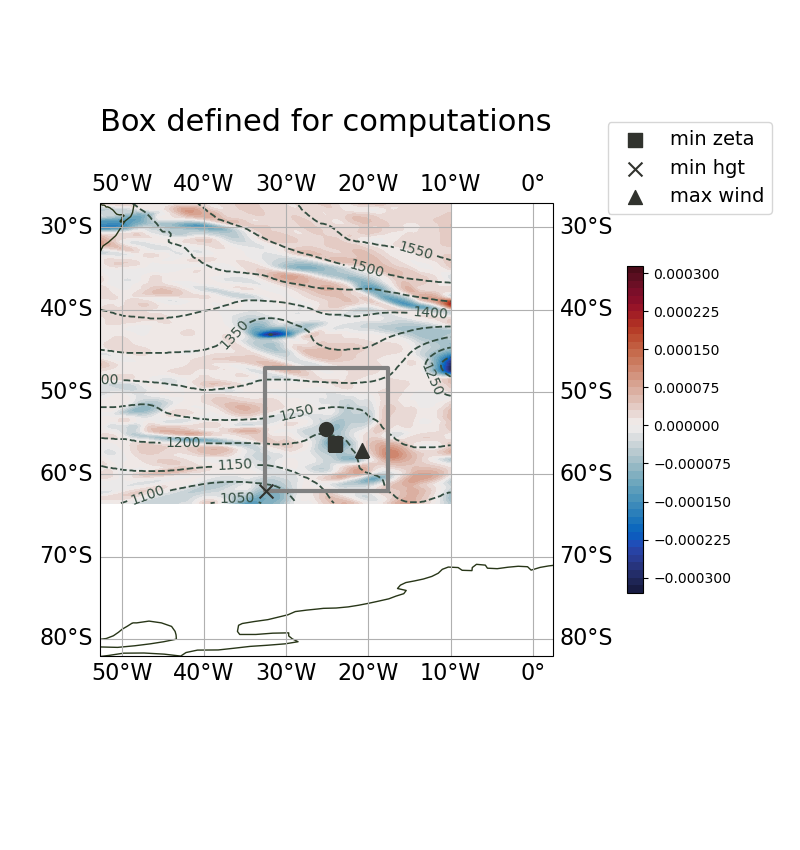 Box defined for computations
min zeta
min hgt
max wind
50°W 40°W 30°W 20°W 10°W 0°
30°S 30°S
40°S 40°S
50°S 50°S
60°S 60°S
70°S 70°S
80°S 80°S
50°W 40°W 30°W 20°W 10°W 0°
1550
1500
1400
1350
00
1250
1250
1200
1150
1100
1050
0.000300
0.000225
0.000150
0.000075
0.000000
−0.000075
−0.000150
−0.000225
−0.000300